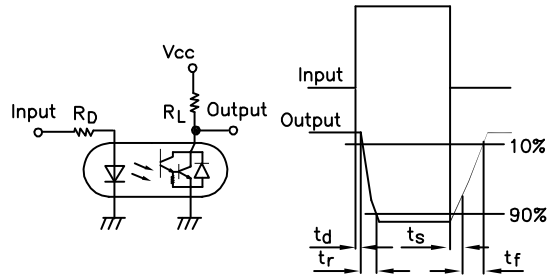 Vcc
Input
RD
RL
Output
Input
Output
10%
90%
td
ts
tr
tf